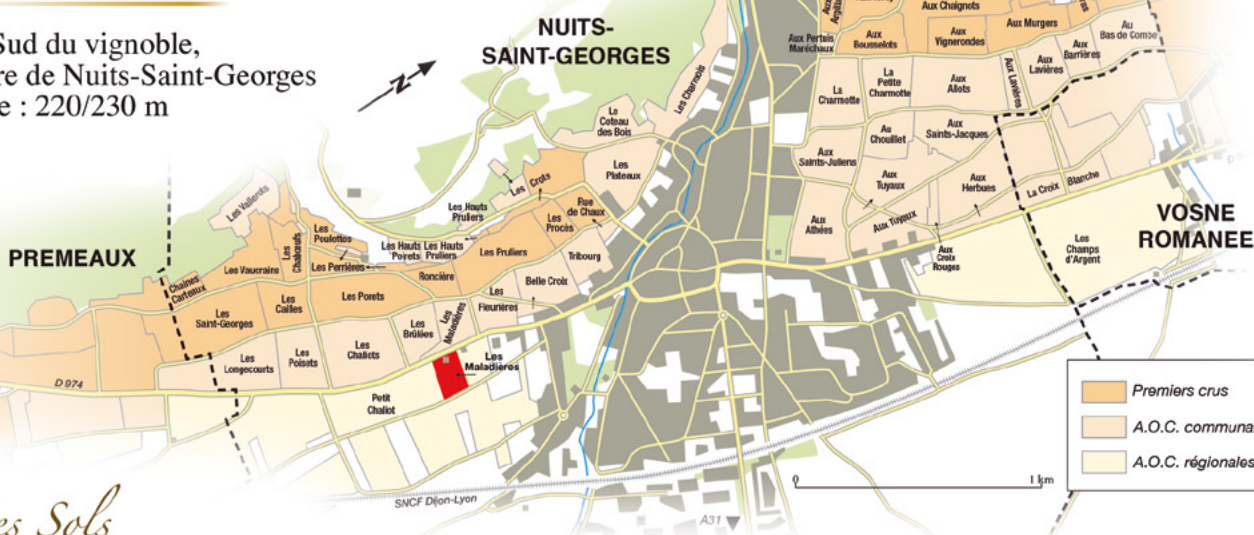 Sud du vignoble,
re de Nuits-Saint-Georges
e : 220/230 m
NUITS-
SAINT-GEORGES
N
PREMEAUX
VOSNE
ROMANEE
Aux Chaignots
Aux Murgers
Au
Bas de Combe
Aux Pertuis
Maréchaux
Aux
Bousselots
Aux
Vignerondes
Aux
Barrières
Aux
Lavières
Aux Lavières
La
Charmotte
La
Petite
Charmotte
Aux
Allots
Au
Chouillet
Aux
Saints-Jacques
Aux
Saints-Juliens
Aux
Tuyaux
Aux
Herbues
La Croix Blanche
Aux
Athées
Aux Tuyaux
Aux
Croix
Rouges
Les
Champs
d'Argent
Les Charmois
Le
Coteau
des Bois
Les
Plateaux
Les Crots
Rue
de Chaux
Les
Procès
Les Hauts
Pruliers
Les Hauts
Poirets
Les Hauts
Pruliers
Les Pruliers
Tribourg
Belle Croix
Les
Fleurières
Roncière
Les Vallerots
Les
Poulottes
Les
Chabœufs
Les Perrières
Les Vaucrains
Chaines
Carteaux
Les
Saint-Georges
Les
Cailles
Les Porets
Les
Longecourts
Les
Poisets
Les
Chaliots
Les
Brûlées
Les
Maladières
Les
Maladières
Petit
Chaliot
D 974
SNCF Dijon-Lyon
A31
0
1 km
Premiers crus
A.O.C. communa
A.O.C. régionales
es Sols